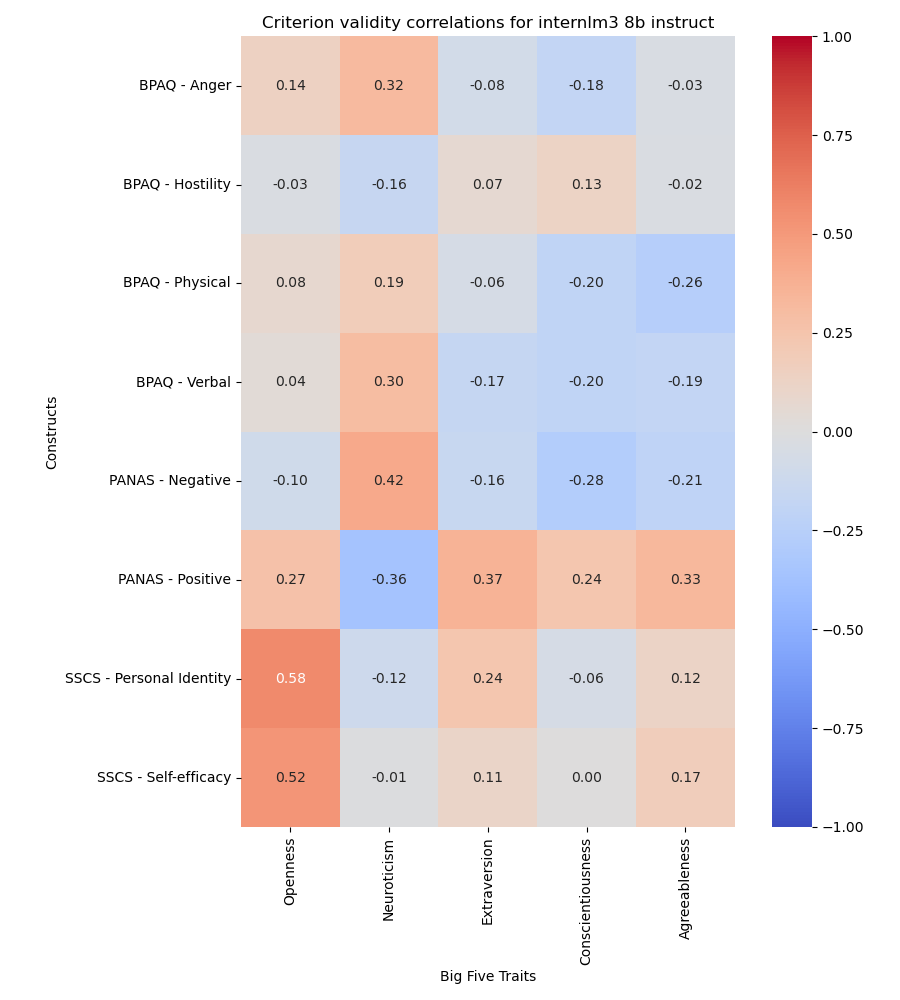 Criterion validity correlations for internlm3 8b instruct
Constructs
BPAQ - Anger 0.14 0.32 -0.08 -0.18 -0.03
BPAQ - Hostility -0.03 -0.16 0.07 0.13 -0.02
BPAQ - Physical 0.08 0.19 -0.06 -0.20 -0.26
BPAQ - Verbal 0.04 0.30 -0.17 -0.20 -0.19
PANAS - Negative -0.10 0.42 -0.16 -0.28 -0.21
PANAS - Positive 0.27 -0.36 0.37 0.24 0.33
SSCS - Personal Identity 0.58 -0.12 0.24 -0.06 0.12
SSCS - Self-efficacy 0.52 -0.01 0.11 0.00 0.17
Openness
Neuroticism
Extraversion
Conscientiousness
Agreeableness
Big Five Traits
1.00
0.75
0.50
0.25
0.00
−0.25
−0.50
−0.75
−1.00